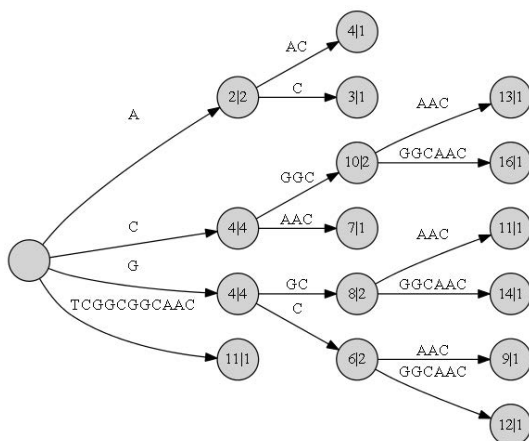 AC
4|1
A
2|2
C
3|1
AAC
13|1
GGC
10|2
GGCAAC
16|1
C
4|4
AAC
7|1
AAC
11|1
G
4|4
GC
8|2
GGCAAC
14|1
TCGGCGGCAAC
C
11|1
6|2
AAC
9|1
GGCAAC
12|1